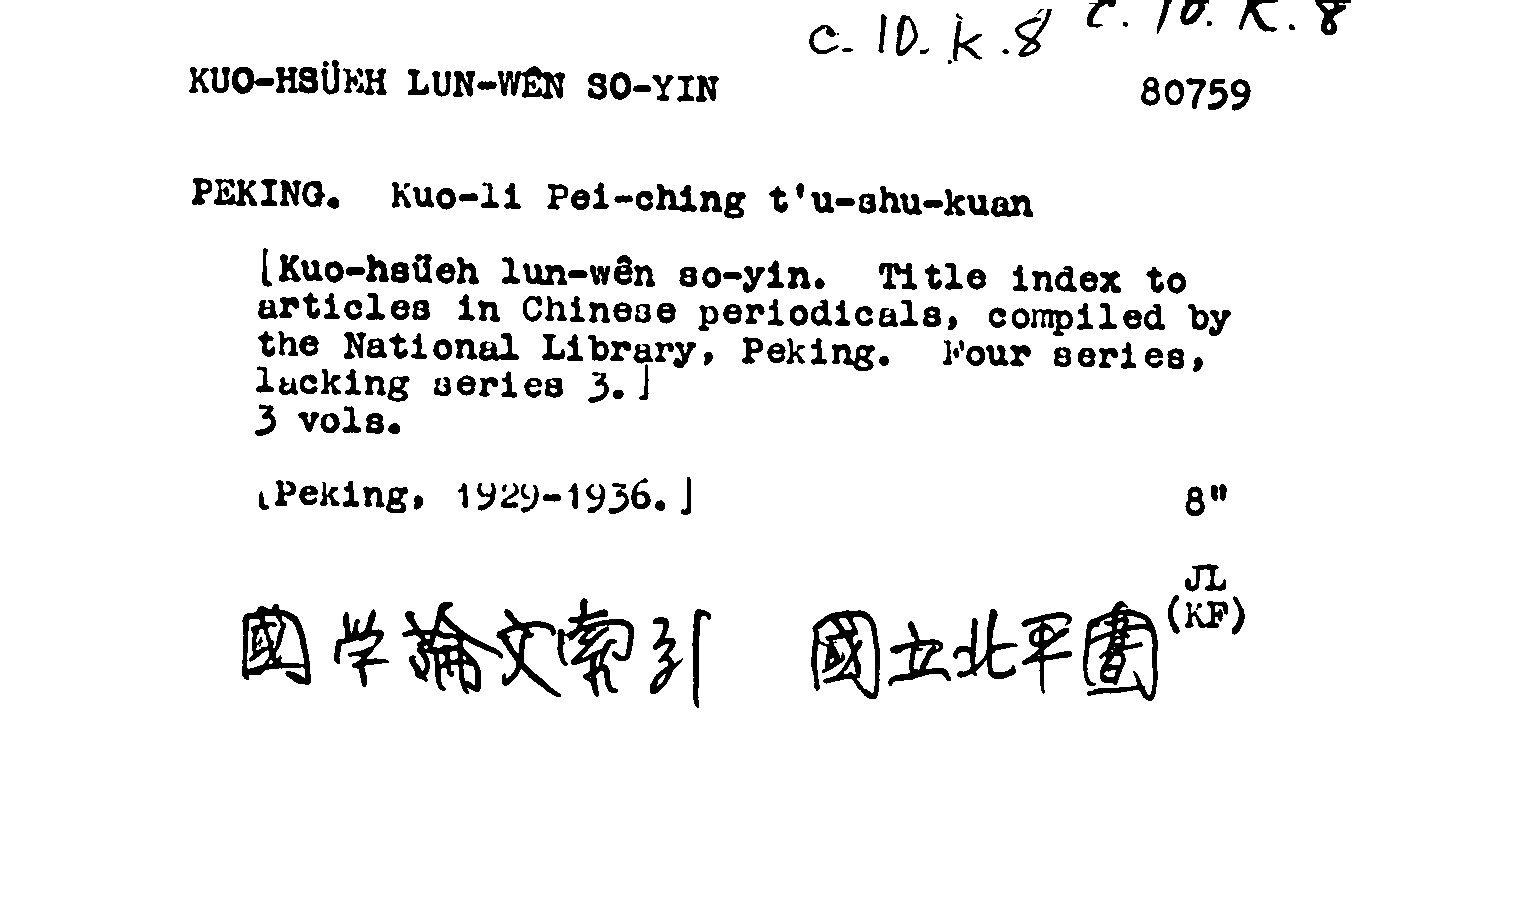 c. 10. k. 8 c. 10. K. 8
KUO-HSÜEH LUN-WÊN SO-YIN 80759
PEKING. Kuo-li Pei-ching t'u-shu-kuan
[Kuo-hsüeh lun-wên so-yin. Title index to
articles in Chinese periodicals, compiled by
the National Library, Peking. Four series,
lacking series 3.]
3 vols.
[Peking, 1929-1936.] 8"
JL
(KF)
國学論文索引 國立北平圕